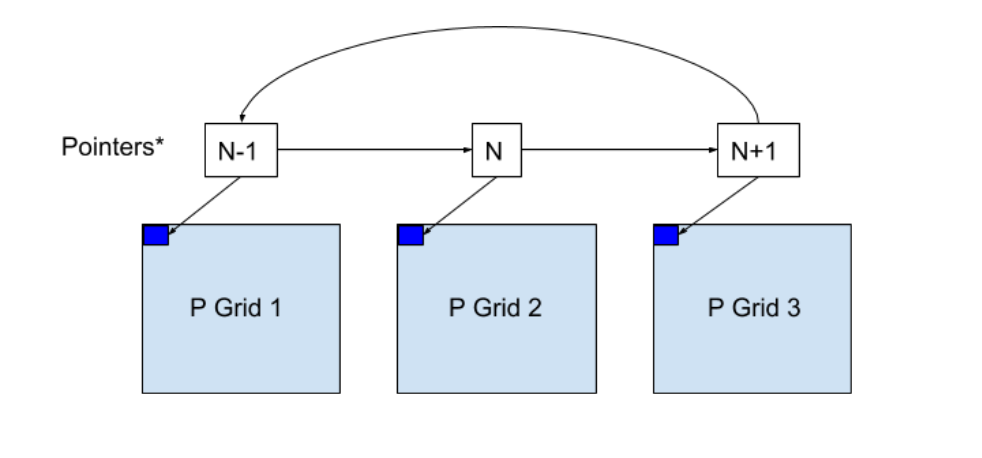 Pointers*
N-1
N
N+1
P Grid 1
P Grid 2
P Grid 3